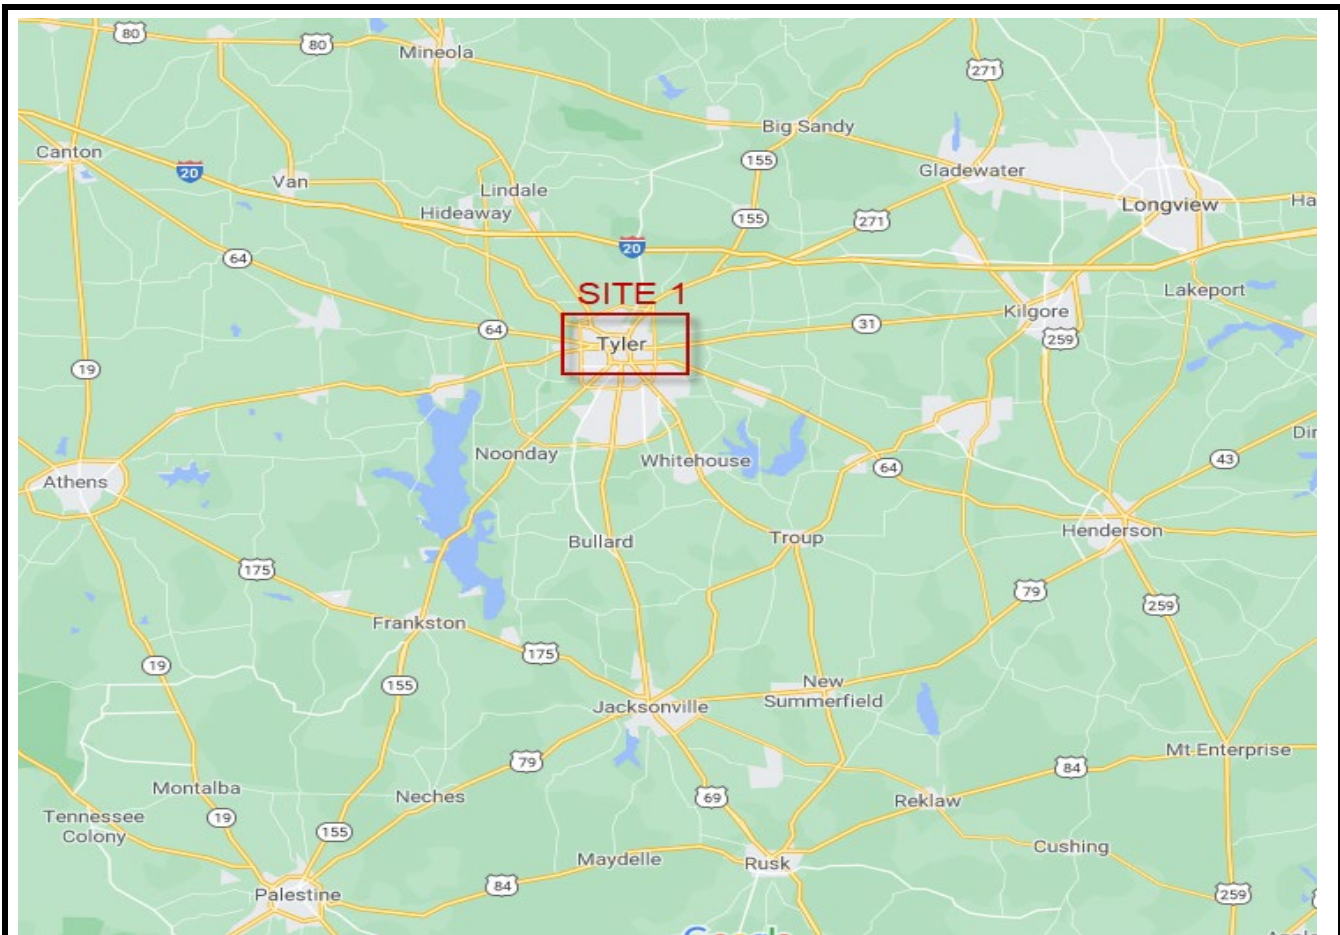 80
80
Mineola
271
Big Sandy
Canton
155
20
Van
Gladewater
Lindale
Longview
Ha
Hideaway
155
271
20
64
SITE 1
Lakeport
64
31
Kilgore
Tyler
259
19
Noonday
Whitehouse
64
43
Dir
Athens
Henderson
Bullard
Troup
175
79
259
Frankston
175
19
155
New
Summerfield
Jacksonville
Mt Enterprise
79
84
Montalba
Neches
69
Reklaw
Tennessee
Colony
19
155
Cushing
Maydelle
Rusk
84
Palestine
259
Google